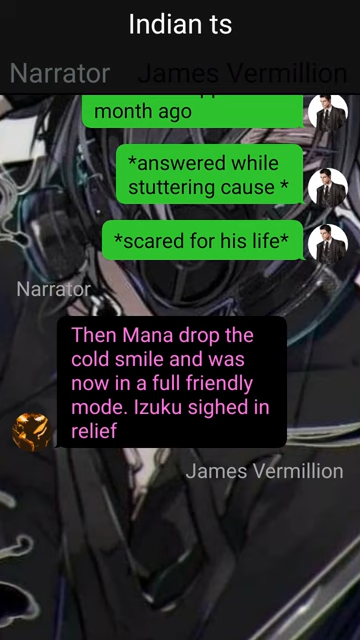 Indian ts
Narrator
James Vermillion
month ago
*answered while
stuttering cause *
*scared for his life*
Narrator
Then Mana drop the
cold smile and was
now in a full friendly
mode. Izuku sighed in
relief
James Vermillion